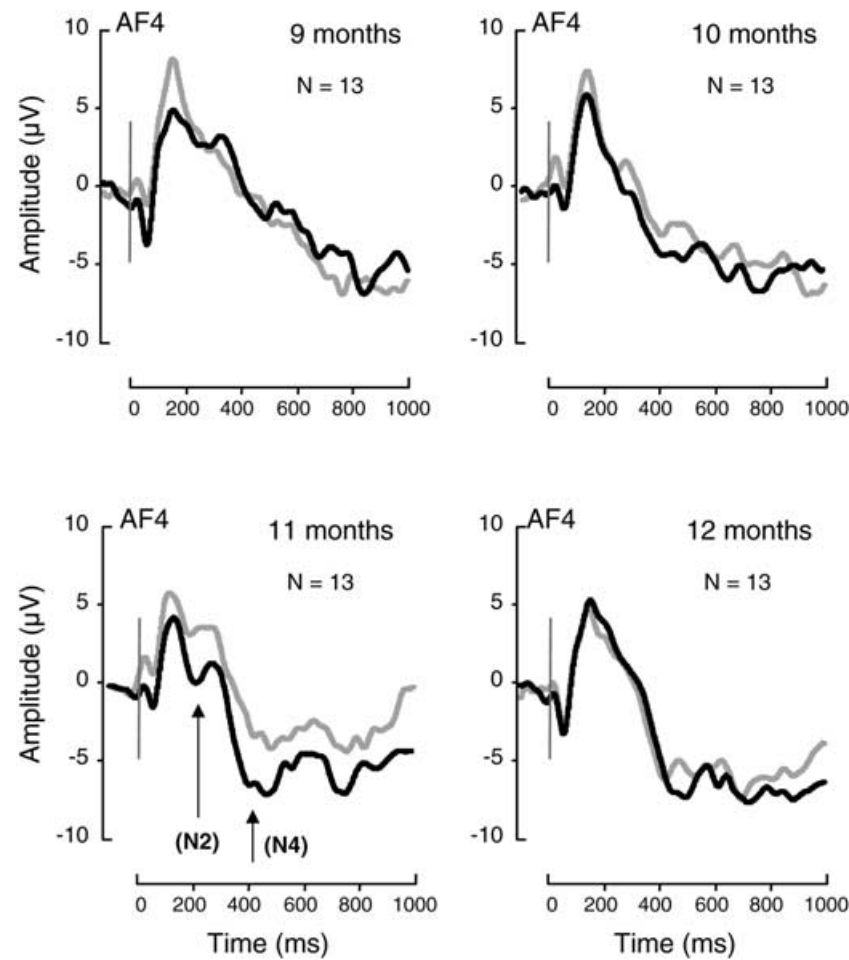 AF4
9 months
N = 13
Amplitude (µV)
10
5
0
-5
-10
0 200 400 600 800 1000
AF4
10 months
N = 13
10
5
0
-5
-10
0 200 400 600 800 1000
AF4
11 months
N = 13
Amplitude (µV)
10
5
0
-5
-10
(N2) (N4)
0 200 400 600 800 1000
Time (ms)
AF4
12 months
N = 13
10
5
0
-5
-10
0 200 400 600 800 1000
Time (ms)